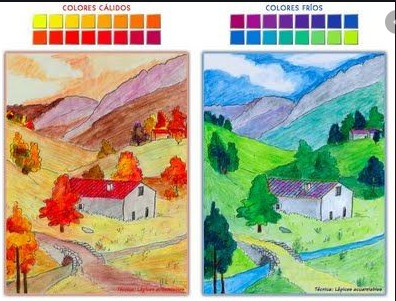 COLORES CÁLIDOS
COLORES FRÍOS
Técnica: Lápices acuarelables
Técnica: Lápices acuarelables